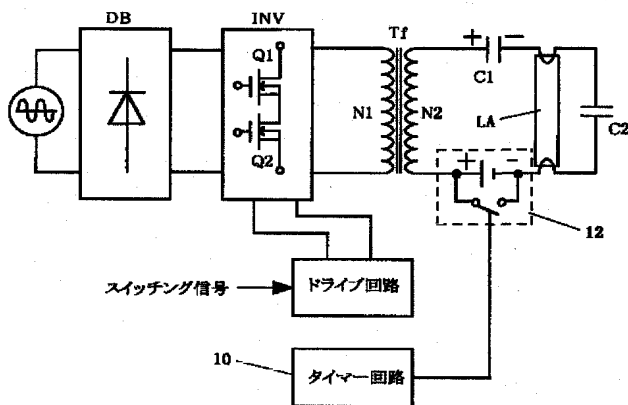 DB
INV
Tf
Q1
Q2
N1
N2
C1
LA
C2
12
スイッチング信号
ドライブ回路
10
タイマー回路